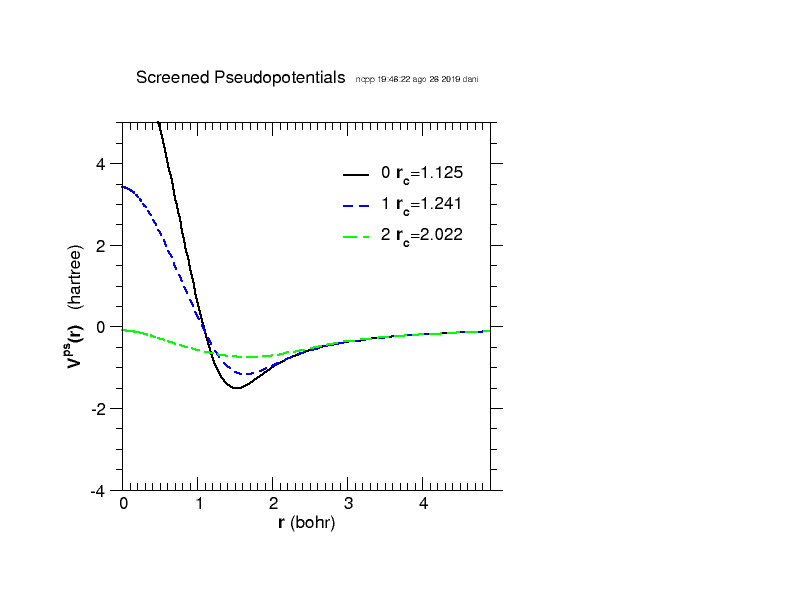 Screened Pseudopotentials ncpp 19:46:22 ago 26 2019 dani
0 rc=1.125
1 rc=1.241
2 rc=2.022
4
2
0
-2
-4
Vps(r) (hartree)
0 1 2 3 4
r (bohr)